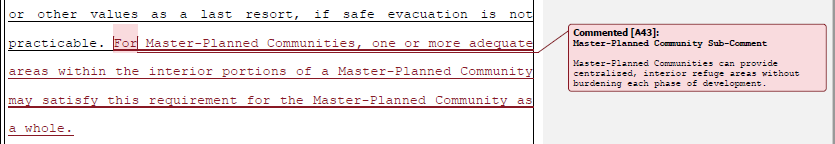 or other values as a last resort, if safe evacuation is not
practicable. For Master-Planned Communities, one or more adequate
areas within the interior portions of a Master-Planned Community
may satisfy this requirement for the Master-Planned Community as
a whole.
Commented [A43]:
Master-Planned Community Sub-Comment
Master-Planned Communities can provide
centralized, interior refuge areas without
burdening each phase of development.